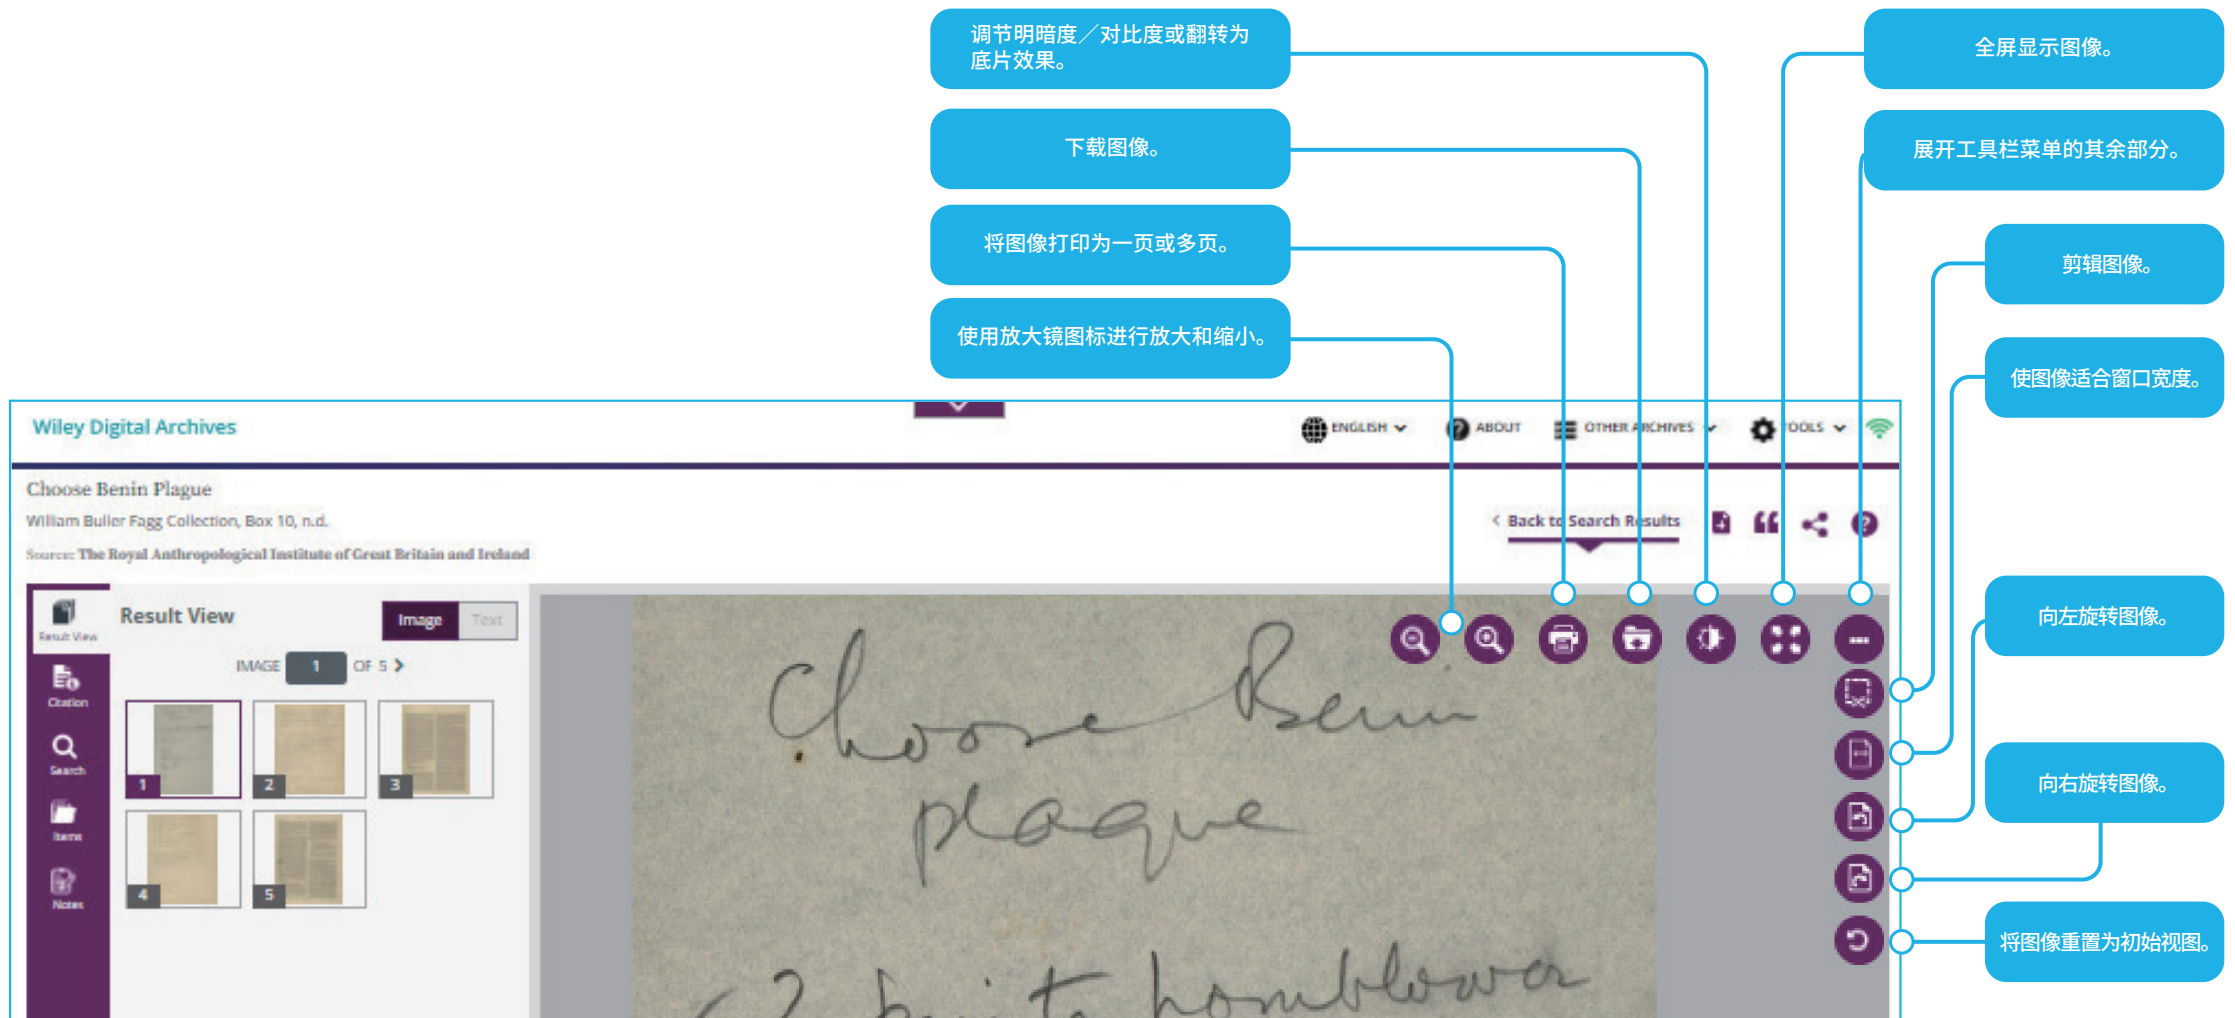 调节明暗度／对比度或翻转为
底片效果。
全屏显示图像。
下载图像。
展开工具栏菜单的其余部分。
将图像打印为一页或多页。
剪辑图像。
使用放大镜图标进行放大和缩小。
使图像适合窗口宽度。
Wiley Digital Archives
ENGLISH
ABOUT
OTHER ARCHIVES
TOOLS
Choose Benin Plague
William Buller Fagg Collection, Box 10, n.d.
< Back to Search Results
Source: The Royal Anthropological Institute of Great Britain and Ireland
向左旋转图像。
Result View
Result View
Image
Text
IMAGE 1 OF 5 >
Citation
Search
Items
Notes
1
2
3
4
5
Choose Benin
plaque
hornblower
向右旋转图像。
将图像重置为初始视图。